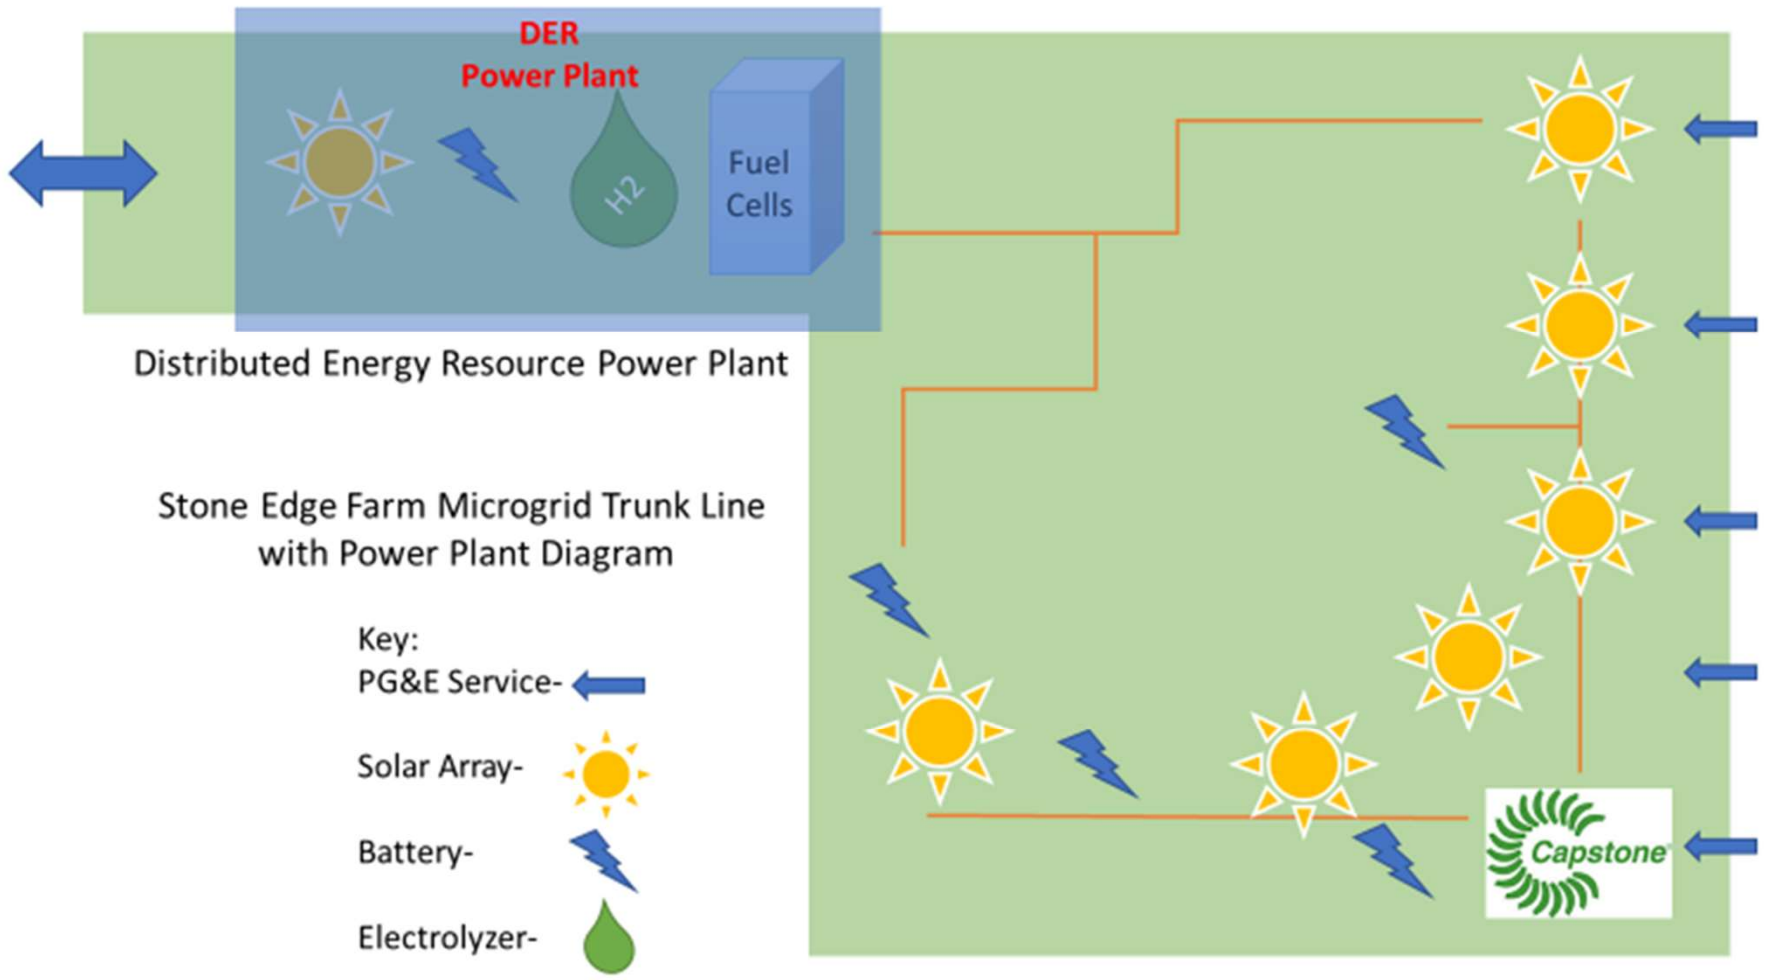 DER
Power Plant
H2
Fuel
Cells
Distributed Energy Resource Power Plant
Stone Edge Farm Microgrid Trunk Line
with Power Plant Diagram
Key:
PG&E Service-
Solar Array-
Battery-
Electrolyzer-
Capstone